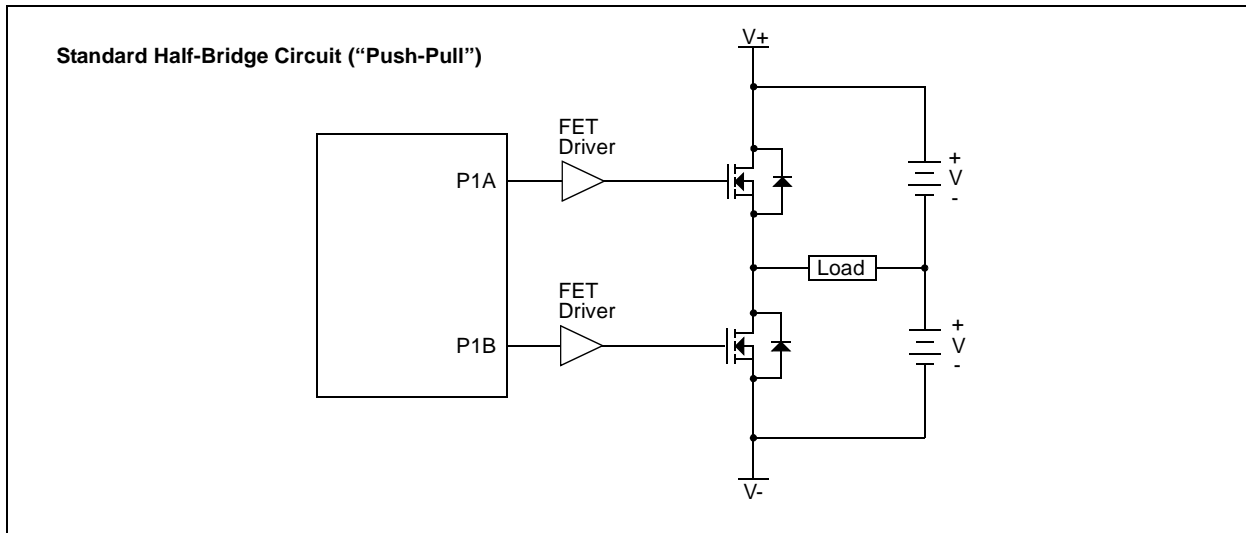 Standard Half-Bridge Circuit (“Push-Pull”)
V+
FET
Driver
P1A
+
V
-
Load
FET
Driver
P1B
+
V
-
V-